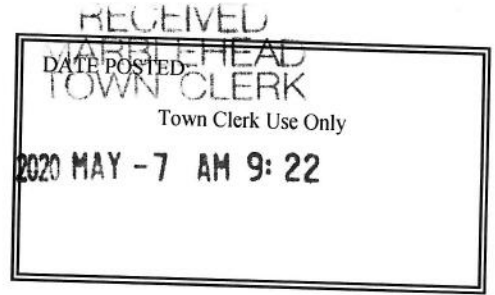 RECEIVED
MARBLEHEAD
DATE POSTED:
TOWN CLERK
Town Clerk Use Only
2020 MAY -7 AM 9: 22